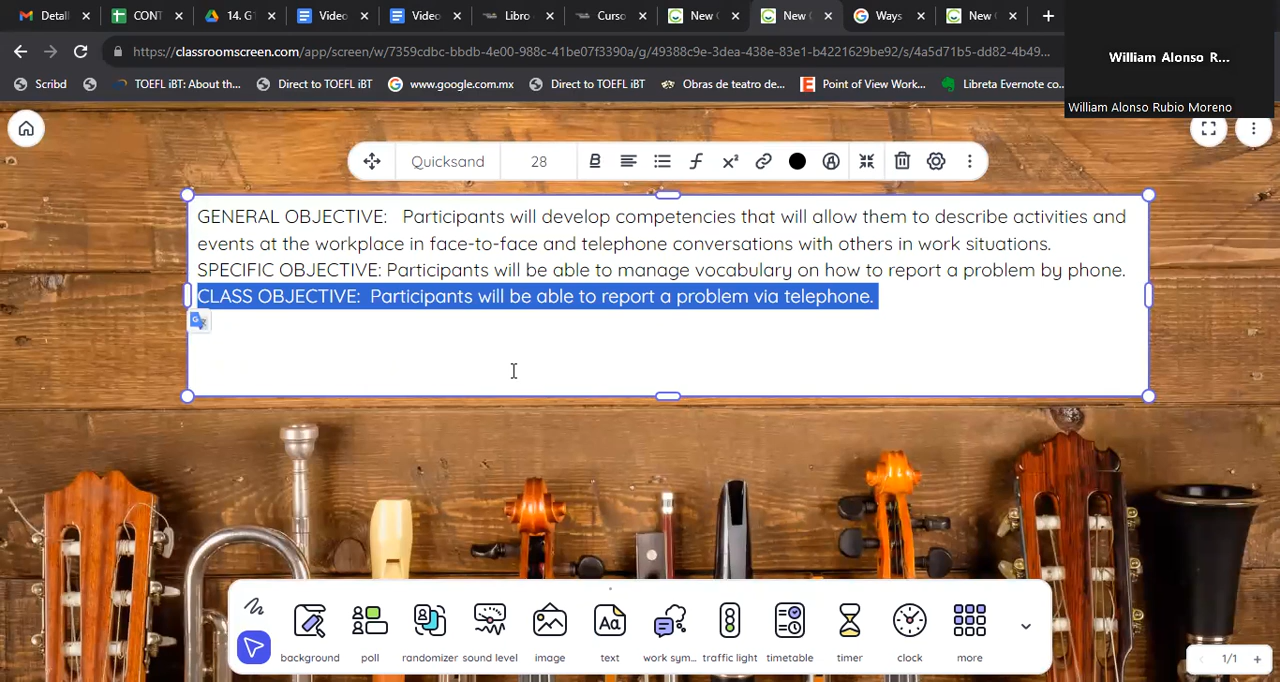 Detail
CONT
14. G1
Video
Video
Libro
Curso
New (
New (
Ways
New (
William Alonso R...
https://classroomscreen.com/app/screen/w/7359cdbc-bbdb-4e00-988c-41be07f3390a/g/49388c9e-3dea-438e-83e1-b4221629be92/s/4a5d71b5-dd82-4b49...
Scribd
TOEFL iBT: About th...
Direct to TOEFL iBT
www.google.com.mx
Direct to TOEFL iBT
Obras de teatro de...
Point of View Work...
Libreta Evernote co...
William Alonso Rubio Moreno
Quicksand 28
GENERAL OBJECTIVE: Participants will develop competencies that will allow them to describe activities and
events at the workplace in face-to-face and telephone conversations with others in work situations.
SPECIFIC OBJECTIVE: Participants will be able to manage vocabulary on how to report a problem by phone.
CLASS OBJECTIVE: Participants will be able to report a problem via telephone.
background
poll
randomizer
sound level
image
text
work sym...
traffic light
timetable
timer
clock
more
1/1